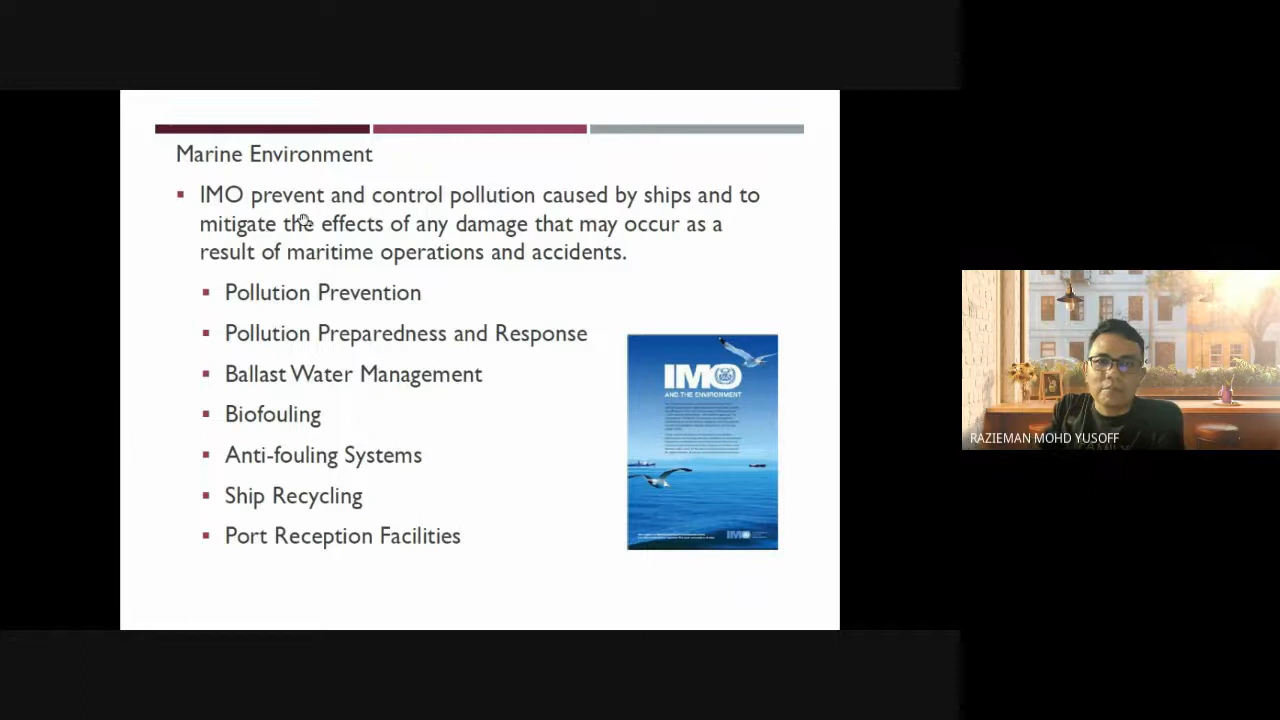 Marine Environment
IMO prevent and control pollution caused by ships and to
mitigate the effects of any damage that may occur as a
result of maritime operations and accidents.
Pollution Prevention
Pollution Preparedness and Response
Ballast Water Management
Biofouling
Anti-fouling Systems
Ship Recycling
Port Reception Facilities
IMO
AND THE ENVIRONMENT
IMO
RAZIEMAN MOHD YUSOFF